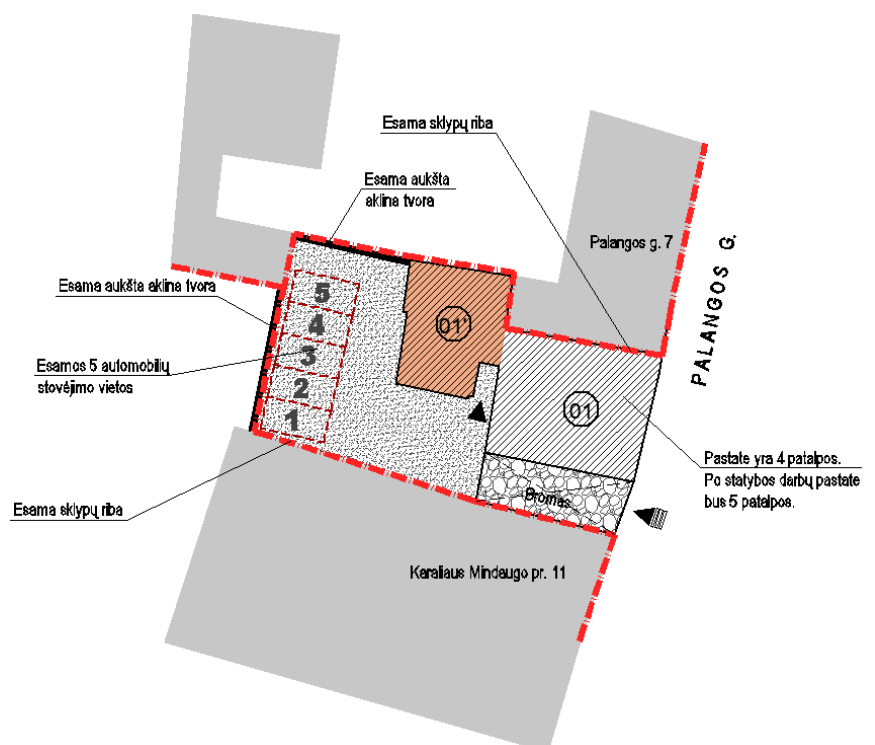 Esama sklypų riba
Esama aukšta
aklina tvora
Palangos g. 7
PALANGOS G.
Esama aukšta aklina tvora
5
4
3
2
1
01'
01
Esamos 5 automobilių
stovėjimo vietos
Pastate yra 4 patalpos.
Po statybos darbų pastate
bus 5 patalpos.
Bromas
Esama sklypų riba
Karaliaus Mindaugo pr. 11